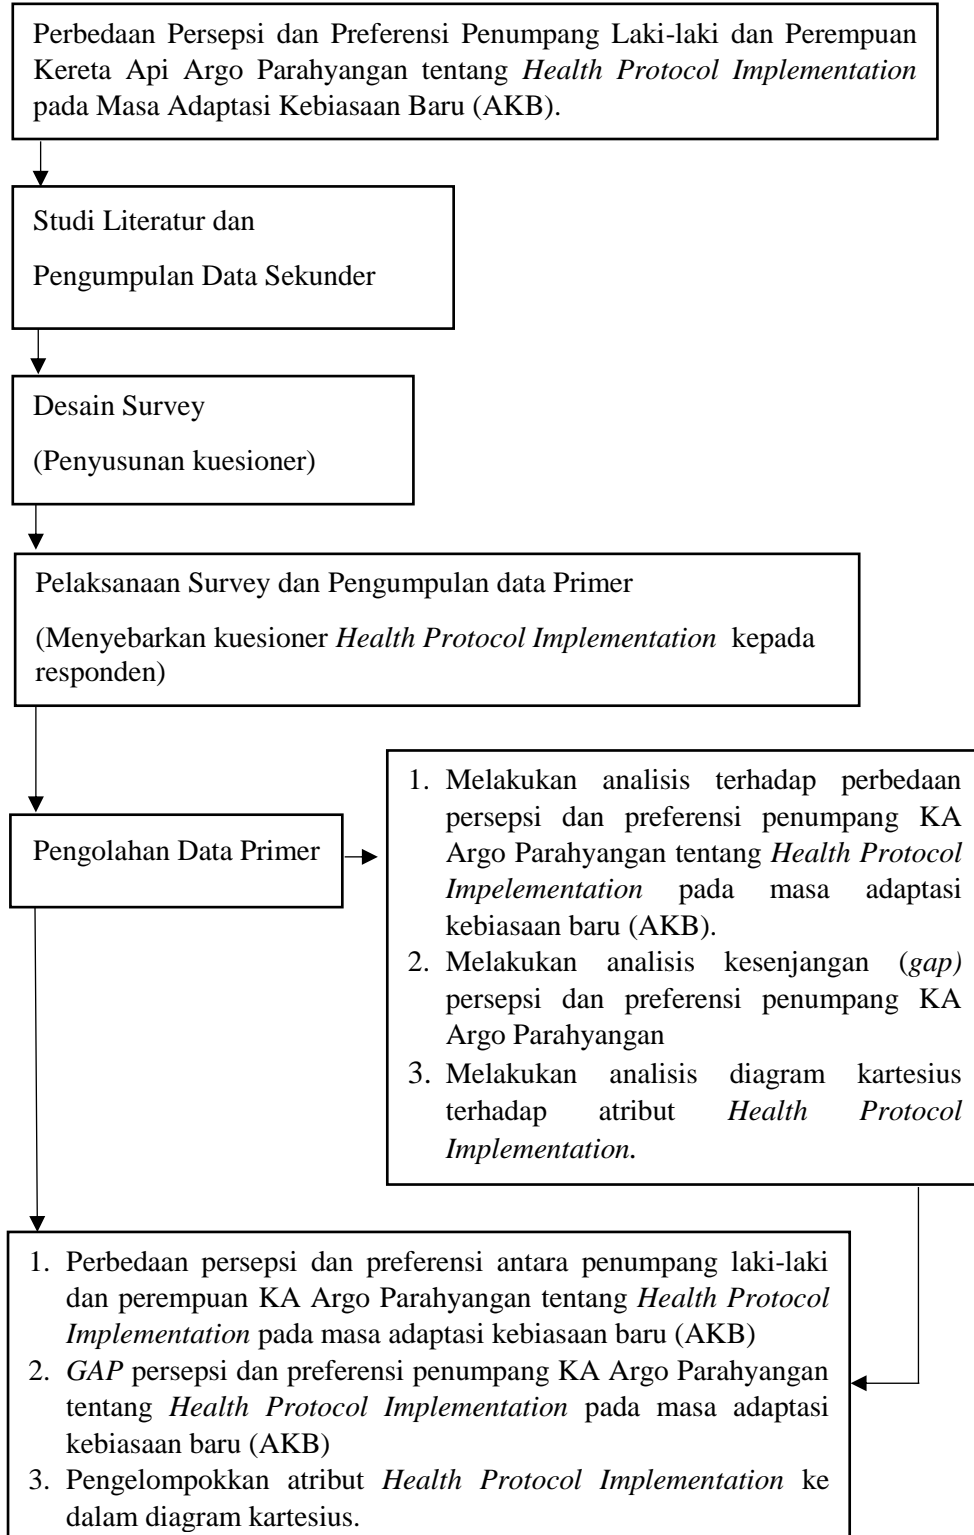 Perbedaan Persepsi dan Preferensi Penumpang Laki-laki dan Perempuan
Kereta Api Argo Parahyangan tentang Health Protocol Implementation
pada Masa Adaptasi Kebiasaan Baru (AKB).
Studi Literatur dan
Pengumpulan Data Sekunder
Desain Survey
(Penyusunan kuesioner)
Pelaksanaan Survey dan Pengumpulan data Primer
(Menyebarkan kuesioner Health Protocol Implementation kepada
responden)
Pengolahan Data Primer
1. Melakukan analisis terhadap perbedaan
persepsi dan preferensi penumpang KA
Argo Parahyangan tentang Health Protocol
Impelementation pada masa adaptasi
kebiasaan baru (AKB).
2. Melakukan analisis kesenjangan (gap)
persepsi dan preferensi penumpang KA
Argo Parahyangan
3. Melakukan analisis diagram kartesius
terhadap atribut Health Protocol
Implementation.
1. Perbedaan persepsi dan preferensi antara penumpang laki-laki
dan perempuan KA Argo Parahyangan tentang Health Protocol
Implementation pada masa adaptasi kebiasaan baru (AKB)
2. GAP persepsi dan preferensi penumpang KA Argo Parahyangan
tentang Health Protocol Implementation pada masa adaptasi
kebiasaan baru (AKB)
3. Pengelompokkan atribut Health Protocol Implementation ke
dalam diagram kartesius.